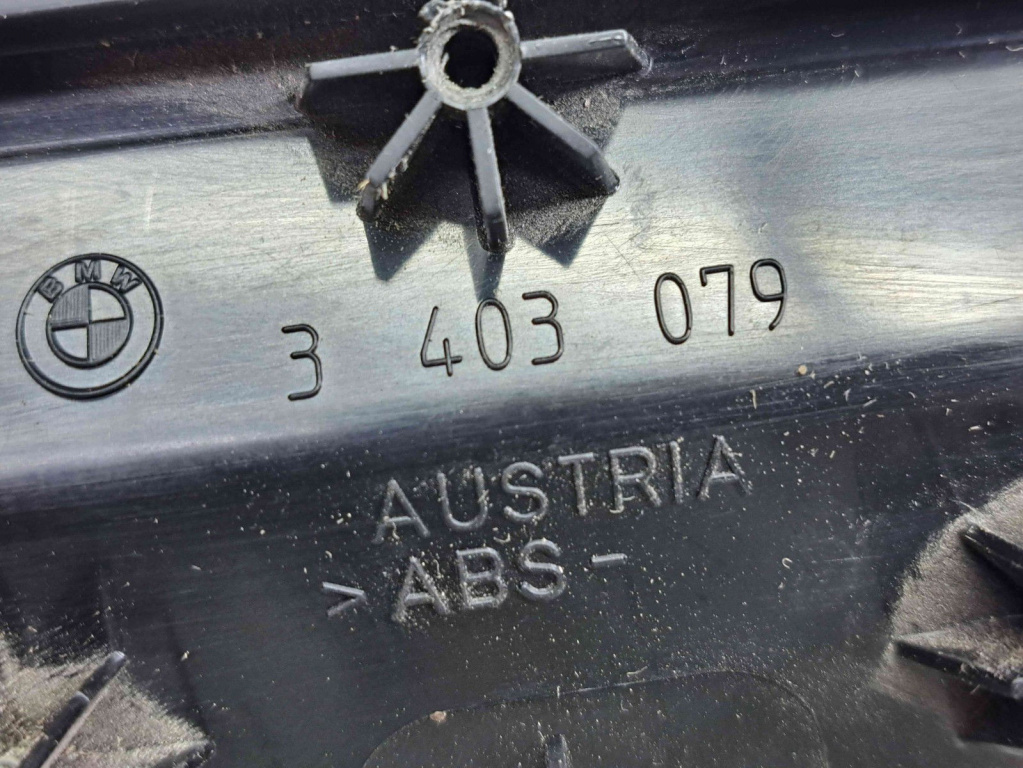 BMW
3 403 079
AUSTRIA
>ABS-